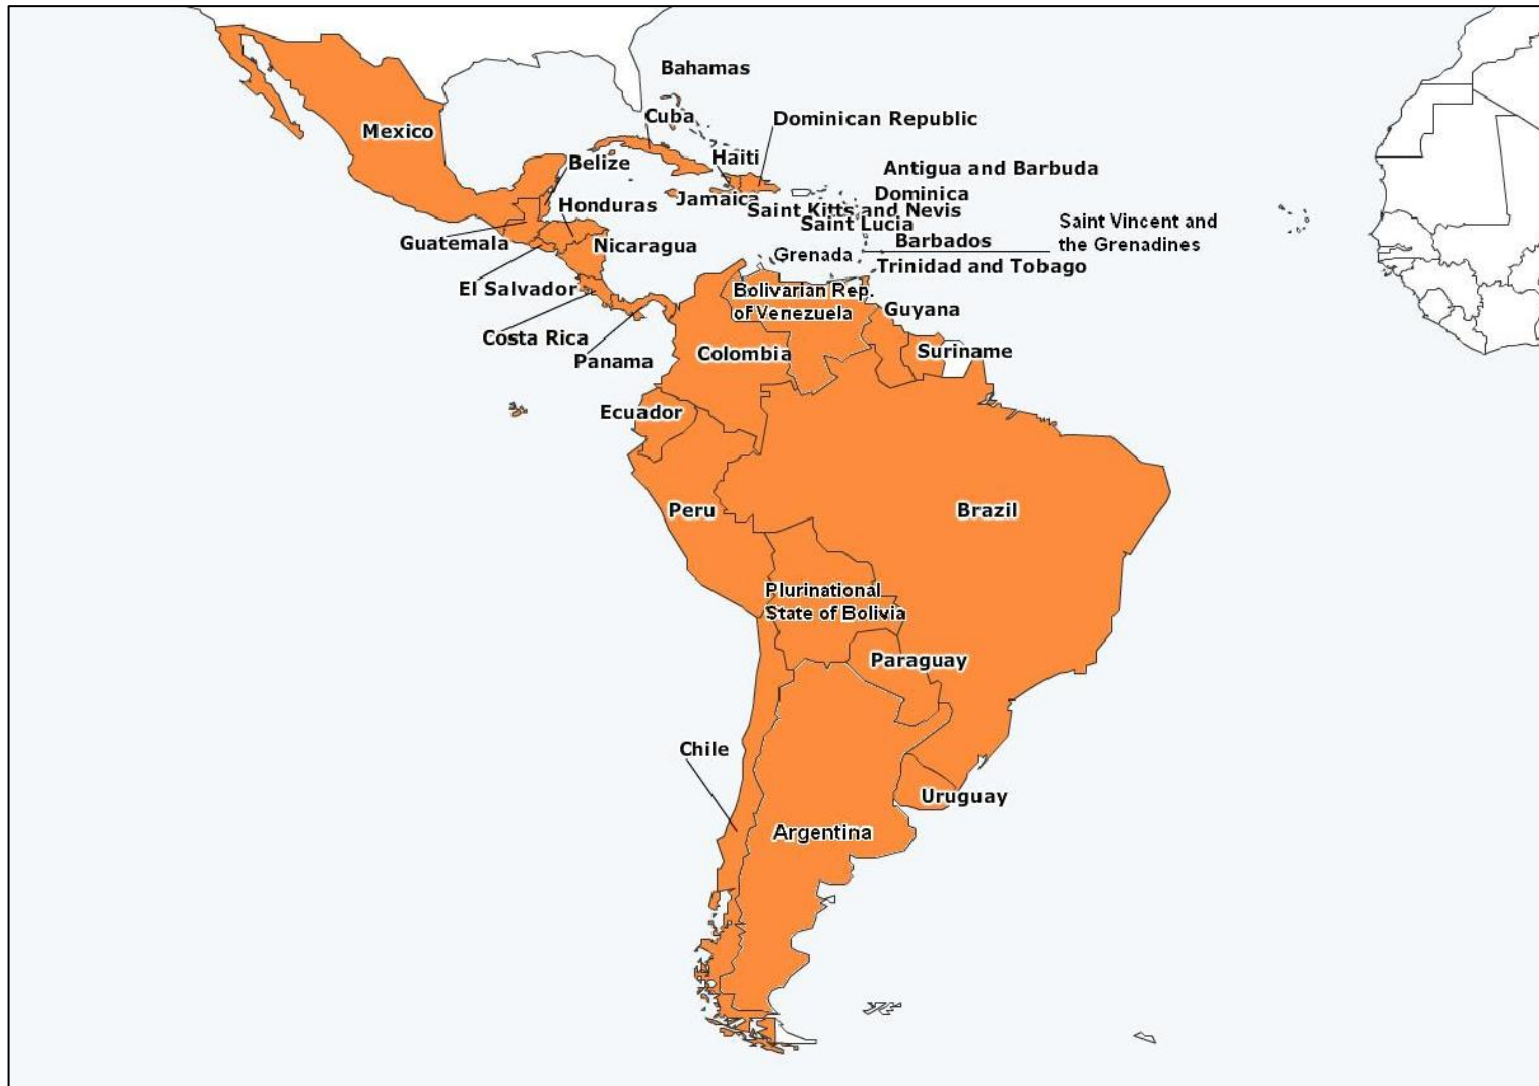 Bahamas
Cuba
Dominican Republic
Mexico
Haiti
Belize
Antigua and Barbuda
Dominica
Jamaica
Honduras
Saint Kitts and Nevis
Saint Lucia
Saint Vincent and
the Grenadines
Guatemala
Nicaragua
Barbados
Grenada
Trinidad and Tobago
El Salvador
Bolivarian Rep.
of Venezuela
Guyana
Costa Rica
Panama
Colombia
Suriname
Ecuador
Peru
Brazil
Plurinational
State of Bolivia
Paraguay
Chile
Uruguay
Argentina